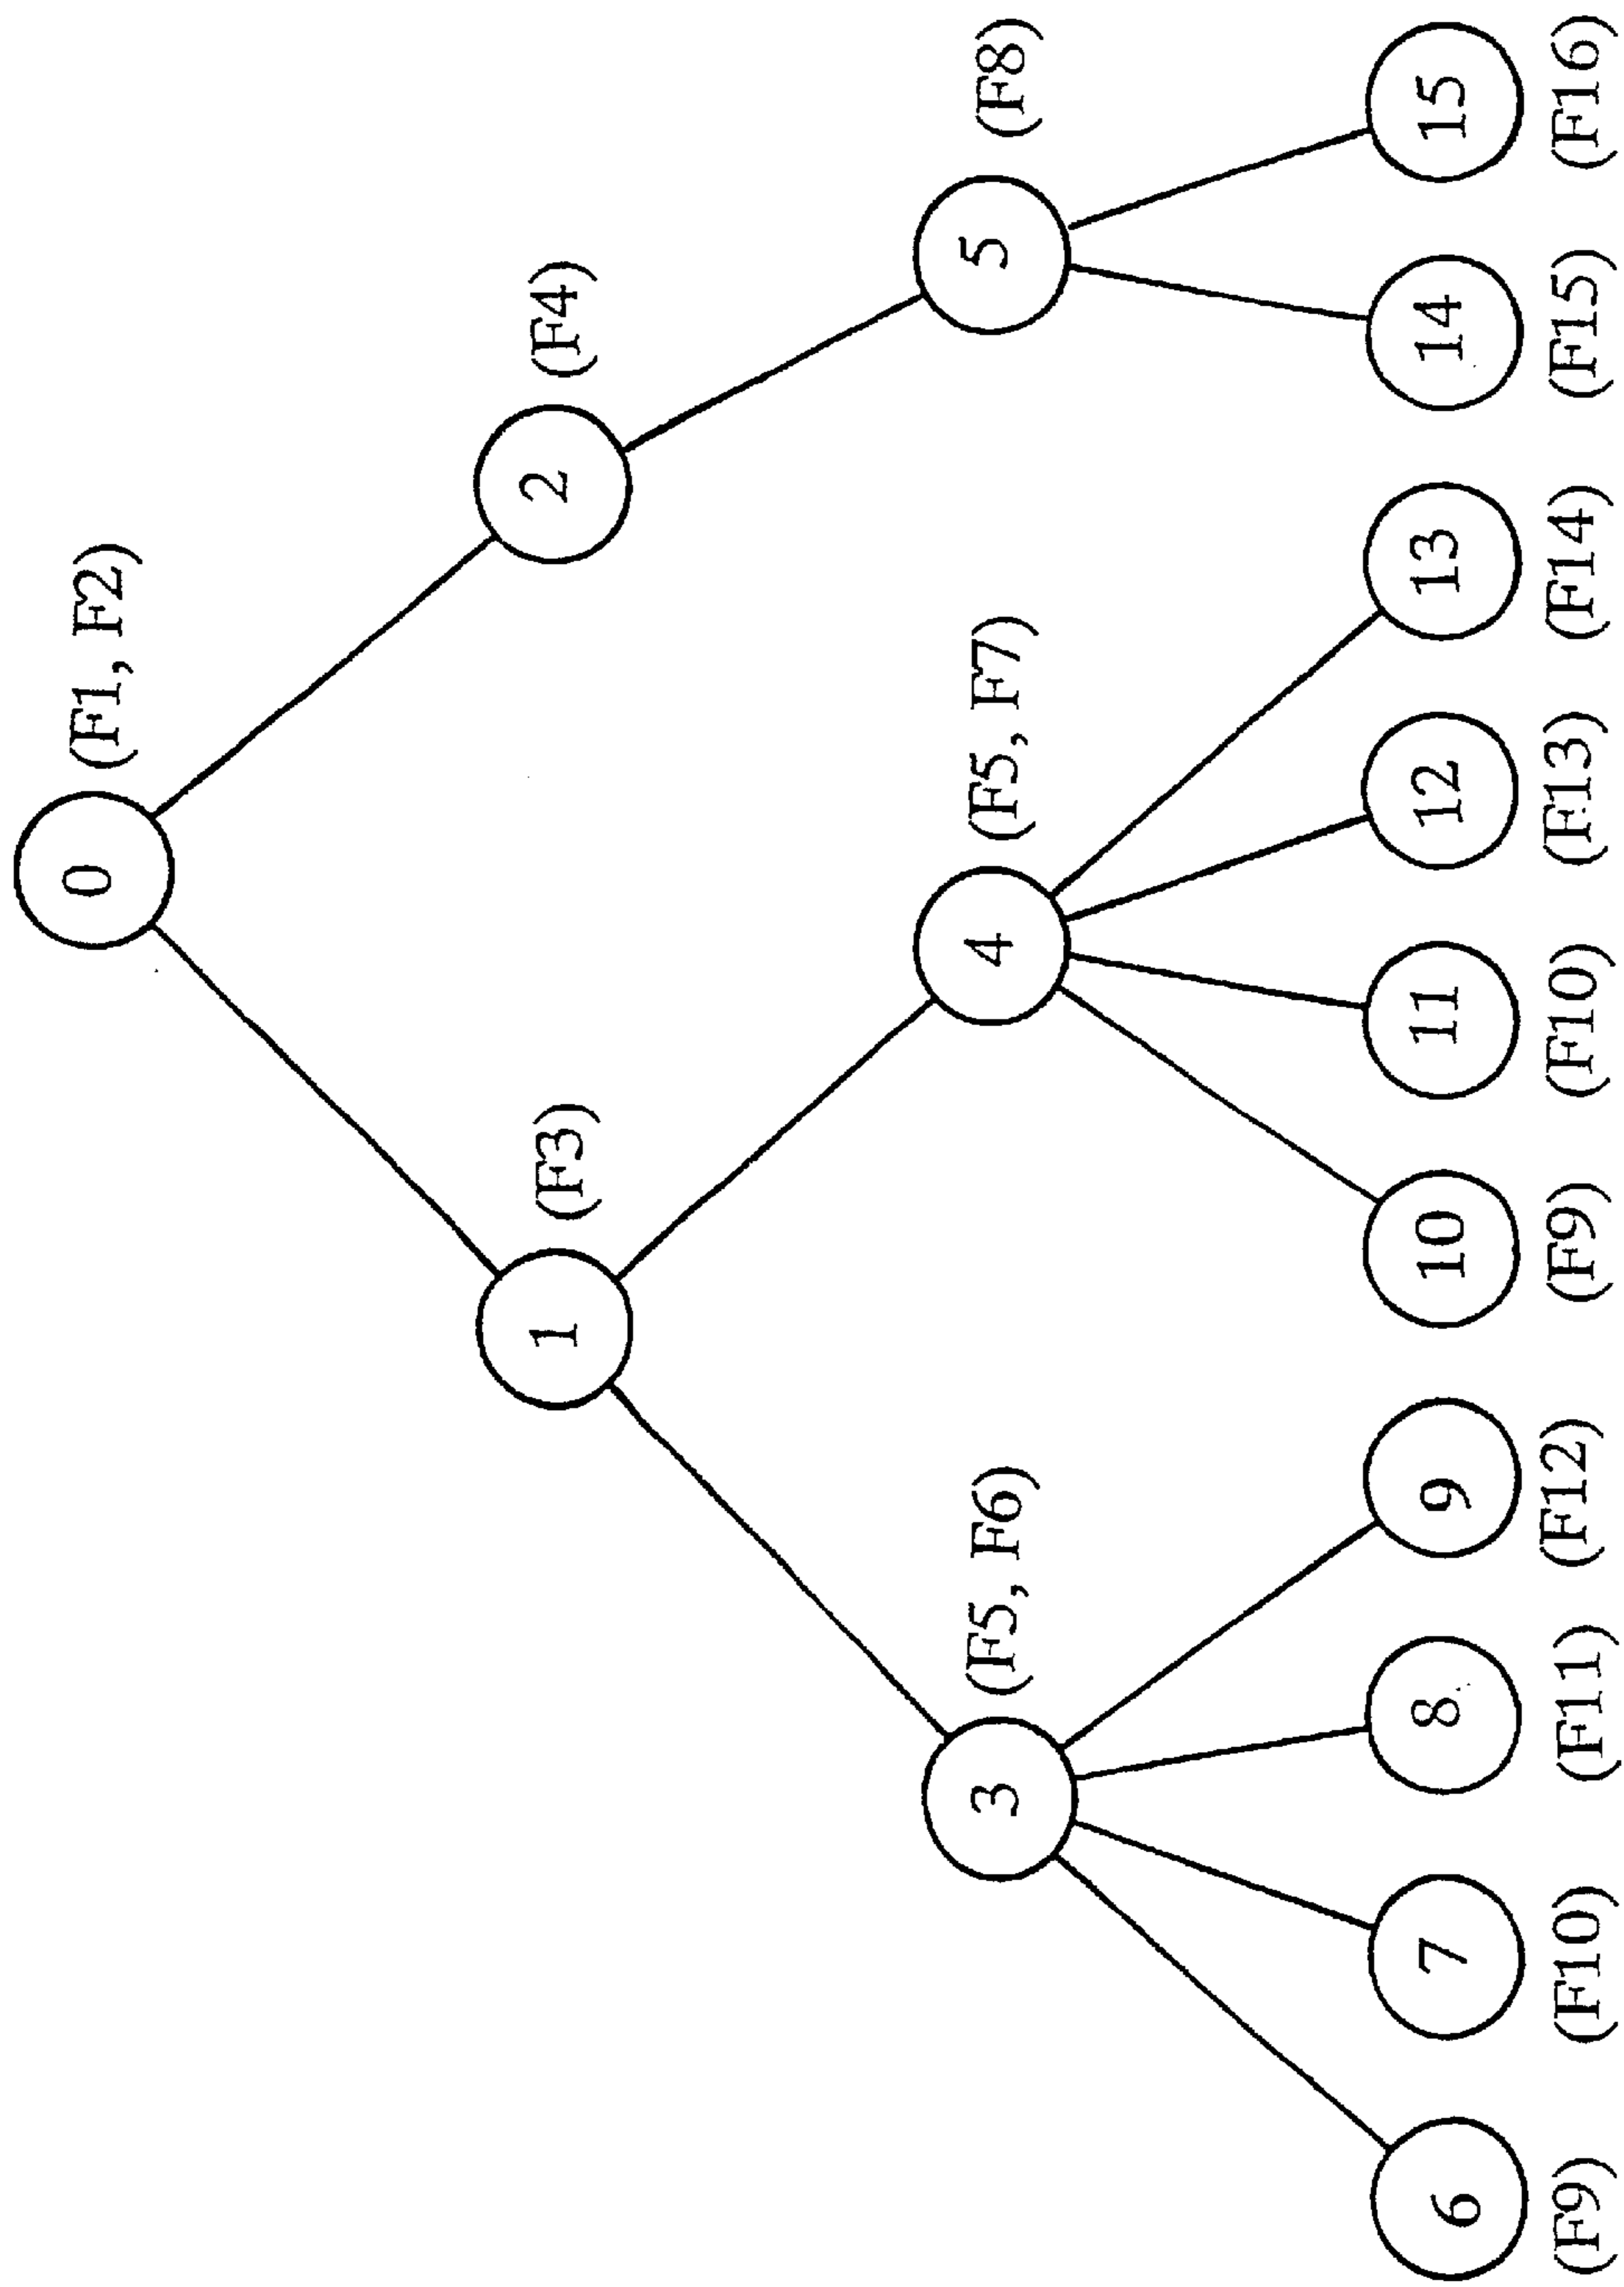 0 (F1, F2)
1 (F3)
2 (F4)
3 (F5, F6)
4 (F5, F7)
5 (F8)
6 7 8 9 10 11 12 13 14 15
(F9) (F10) (F11) (F12) (F9) (F10) (F13) (F14) (F15) (F16)